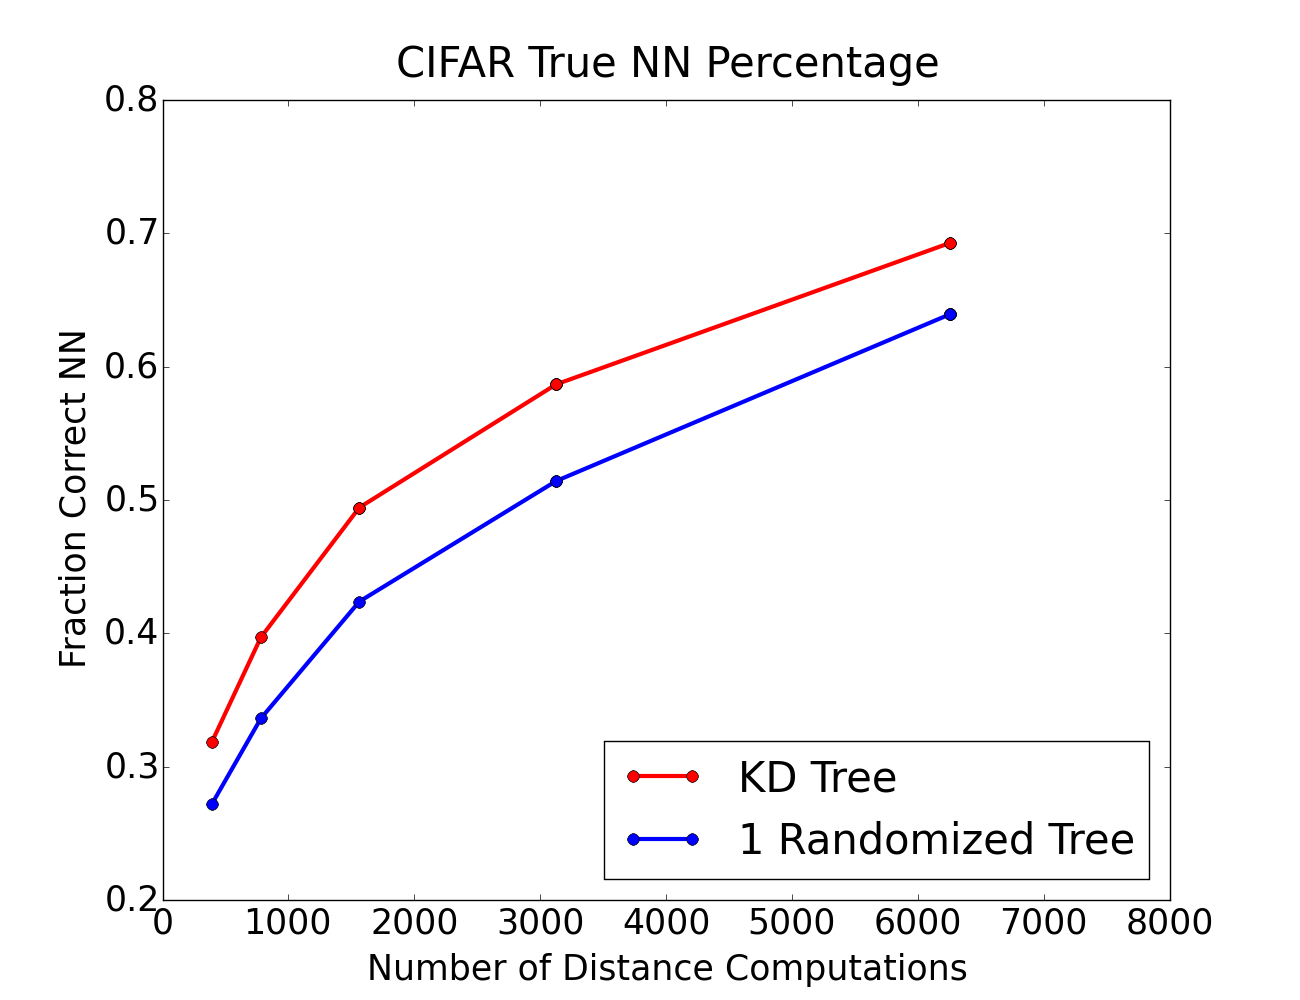 CIFAR True NN Percentage
0.8
0.7
0.6
0.5
0.4
0.3
0.2
Fraction Correct NN
KD Tree
1 Randomized Tree
0 1000 2000 3000 4000 5000 6000 7000 8000
Number of Distance Computations